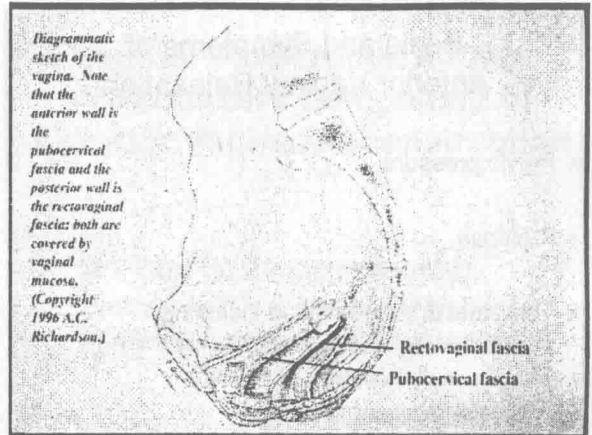 Diagrammatic
sketch of the
vagina. Note
that the
anterior wall is
the
pubocervical
fascia and the
posterior wall is
the rectovaginal
fascia; both are
covered by
vaginal
mucosa.
(Copyright
1996 A.C.
Richardson.)
Rectovaginal fascia
Pubocervical fascia